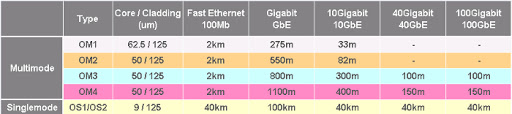 Type Core / Cladding (um) Fast Ethernet 100Mb Gigabit GbE 10Gigabit 10GbE 40Gigabit 40GbE 100Gigabit 100GbE
Multimode
OM1 62.5 / 125 2km 275m 33m - -
OM2 50 / 125 2km 550m 82m - -
OM3 50 / 125 2km 800m 300m 100m 100m
OM4 50 / 125 2km 1100m 400m 150m 150m
Singlemode OS1/OS2 9 / 125 40km 100km 40km 40km 40km